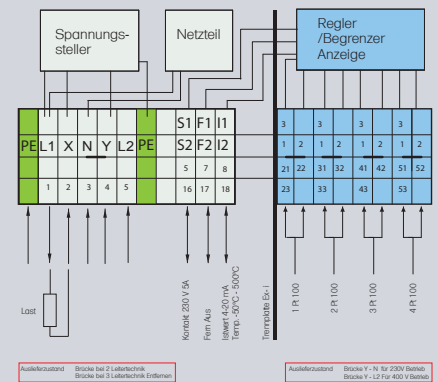 Spannungs-
steller
Netzteil
Regler
/Begrenzer
Anzeige
S1 F1 I1
PE L1 X N Y L2 PE S2 F2 I2
5 7 8
1 2 3 4 5 16 17 18
3 3 3 3
1 1 2 1 2 1 2
21 22 31 32 41 42 51 52
23 33 43 53
Last
Kontakt 230 V 5A
Fern Aus
Istwert 4-20 mA
Temp. -50°C - 500°C
Trennplatte Ex- i
1 Pt 100
2 Pt 100
3 Pt 100
4 Pt 100
Auslieferzustand Brücke bei 2 Leitertechnik
Brücke bei 3 Leitertechnik Entfernen
Auslieferzustand Brücke Y - N für 230V Betrieb
Brücke Y - L2 Für 400 V Betrieb